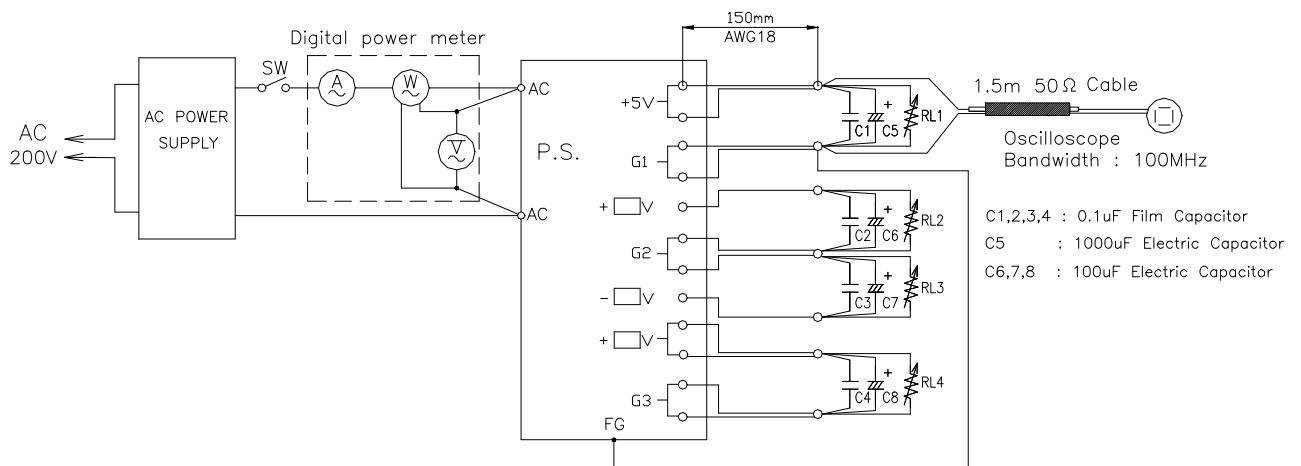 150mm
AWG18
Digital power meter
SW
A
W
V
AC POWER
SUPPLY
AC
200V
AC
AC
P.S.
+5V
G1
+ V
G2
- V
+ V
G3
FG
C1
+
C5
RL1
C2
+
C6
RL2
C3
+
C7
RL3
C4
+
C8
RL4
1.5m 50Ω Cable
Oscilloscope
Bandwidth : 100MHz
C1,2,3,4 : 0.1uF Film Capacitor
C5 : 1000uF Electric Capacitor
C6,7,8 : 100uF Electric Capacitor